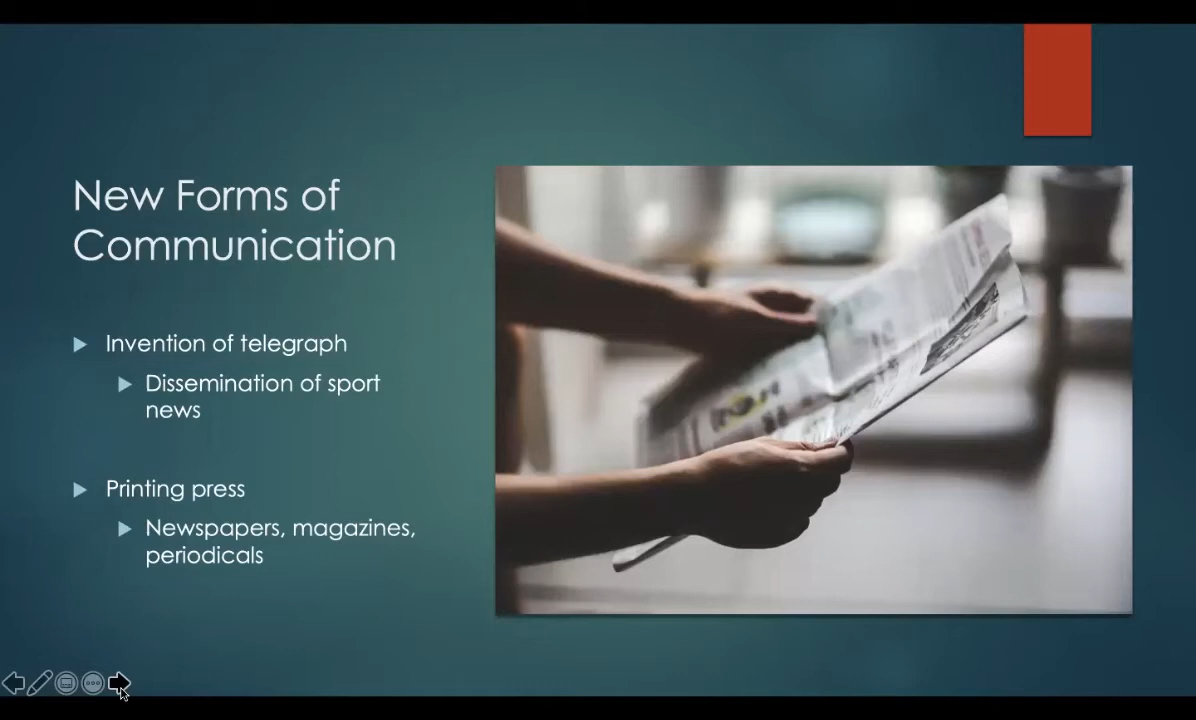 New Forms of
Communication
Invention of telegraph
Dissemination of sport
news
Printing press
Newspapers, magazines,
periodicals